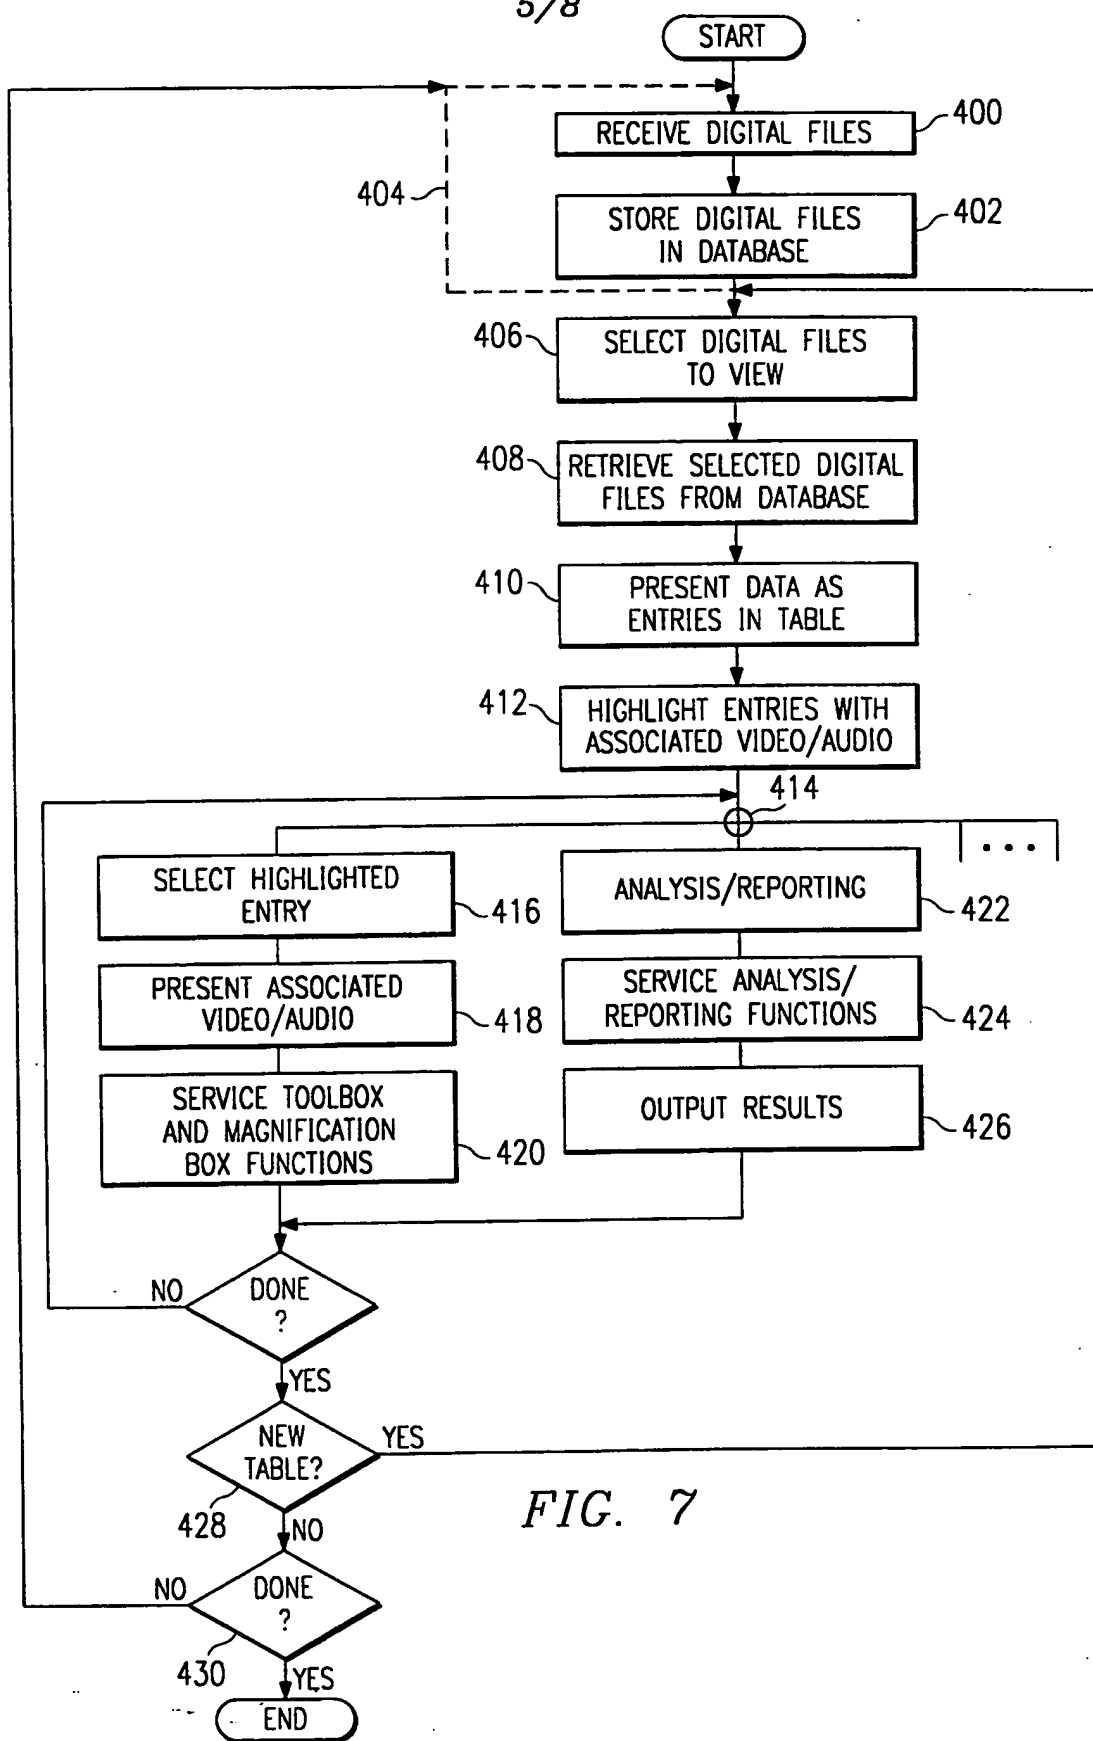 5/8
START
RECEIVE DIGITAL FILES
400
STORE DIGITAL FILES
IN DATABASE
402
404
406
SELECT DIGITAL FILES
TO VIEW
408
RETRIEVE SELECTED DIGITAL
FILES FROM DATABASE
410
PRESENT DATA AS
ENTRIES IN TABLE
412
HIGHLIGHT ENTRIES WITH
ASSOCIATED VIDEO/AUDIO
414
...
SELECT HIGHLIGHTED
ENTRY
416
ANALYSIS/REPORTING
422
PRESENT ASSOCIATED
VIDEO/AUDIO
418
SERVICE ANALYSIS/
REPORTING FUNCTIONS
424
SERVICE TOOLBOX
AND MAGNIFICATION
BOX FUNCTIONS
420
OUTPUT RESULTS
426
NO
DONE
?
YES
NEW
TABLE?
YES
428
NO
FIG. 7
NO
DONE
?
430
YES
END